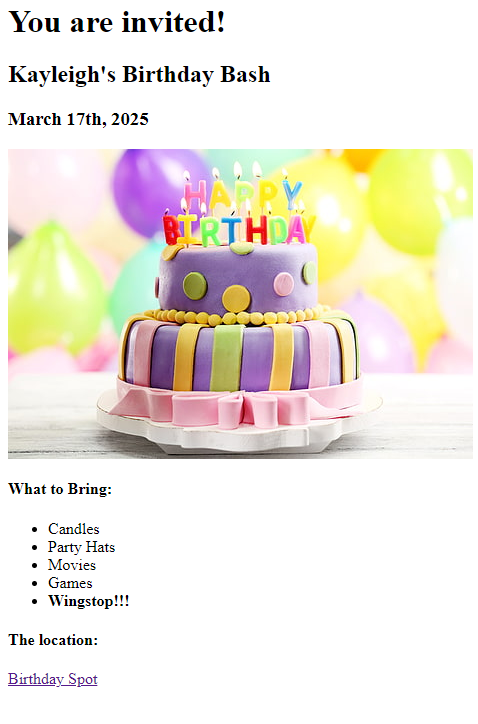 You are invited!
Kayleigh's Birthday Bash
March 17th, 2025
HAPPY
BIRTHDAY
What to Bring:
Candles
Party Hats
Movies
Games
Wingstop!!!
The location:
Birthday Spot